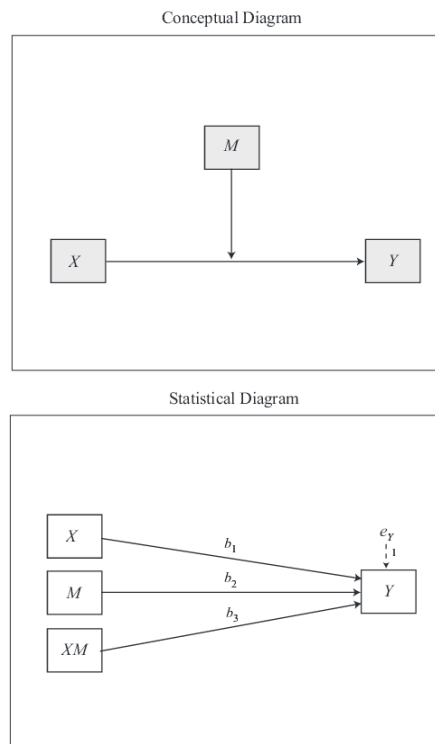 Conceptual Diagram
M
X
Y
Statistical Diagram
X
b1
eY
1
M
b2
Y
b3
XM